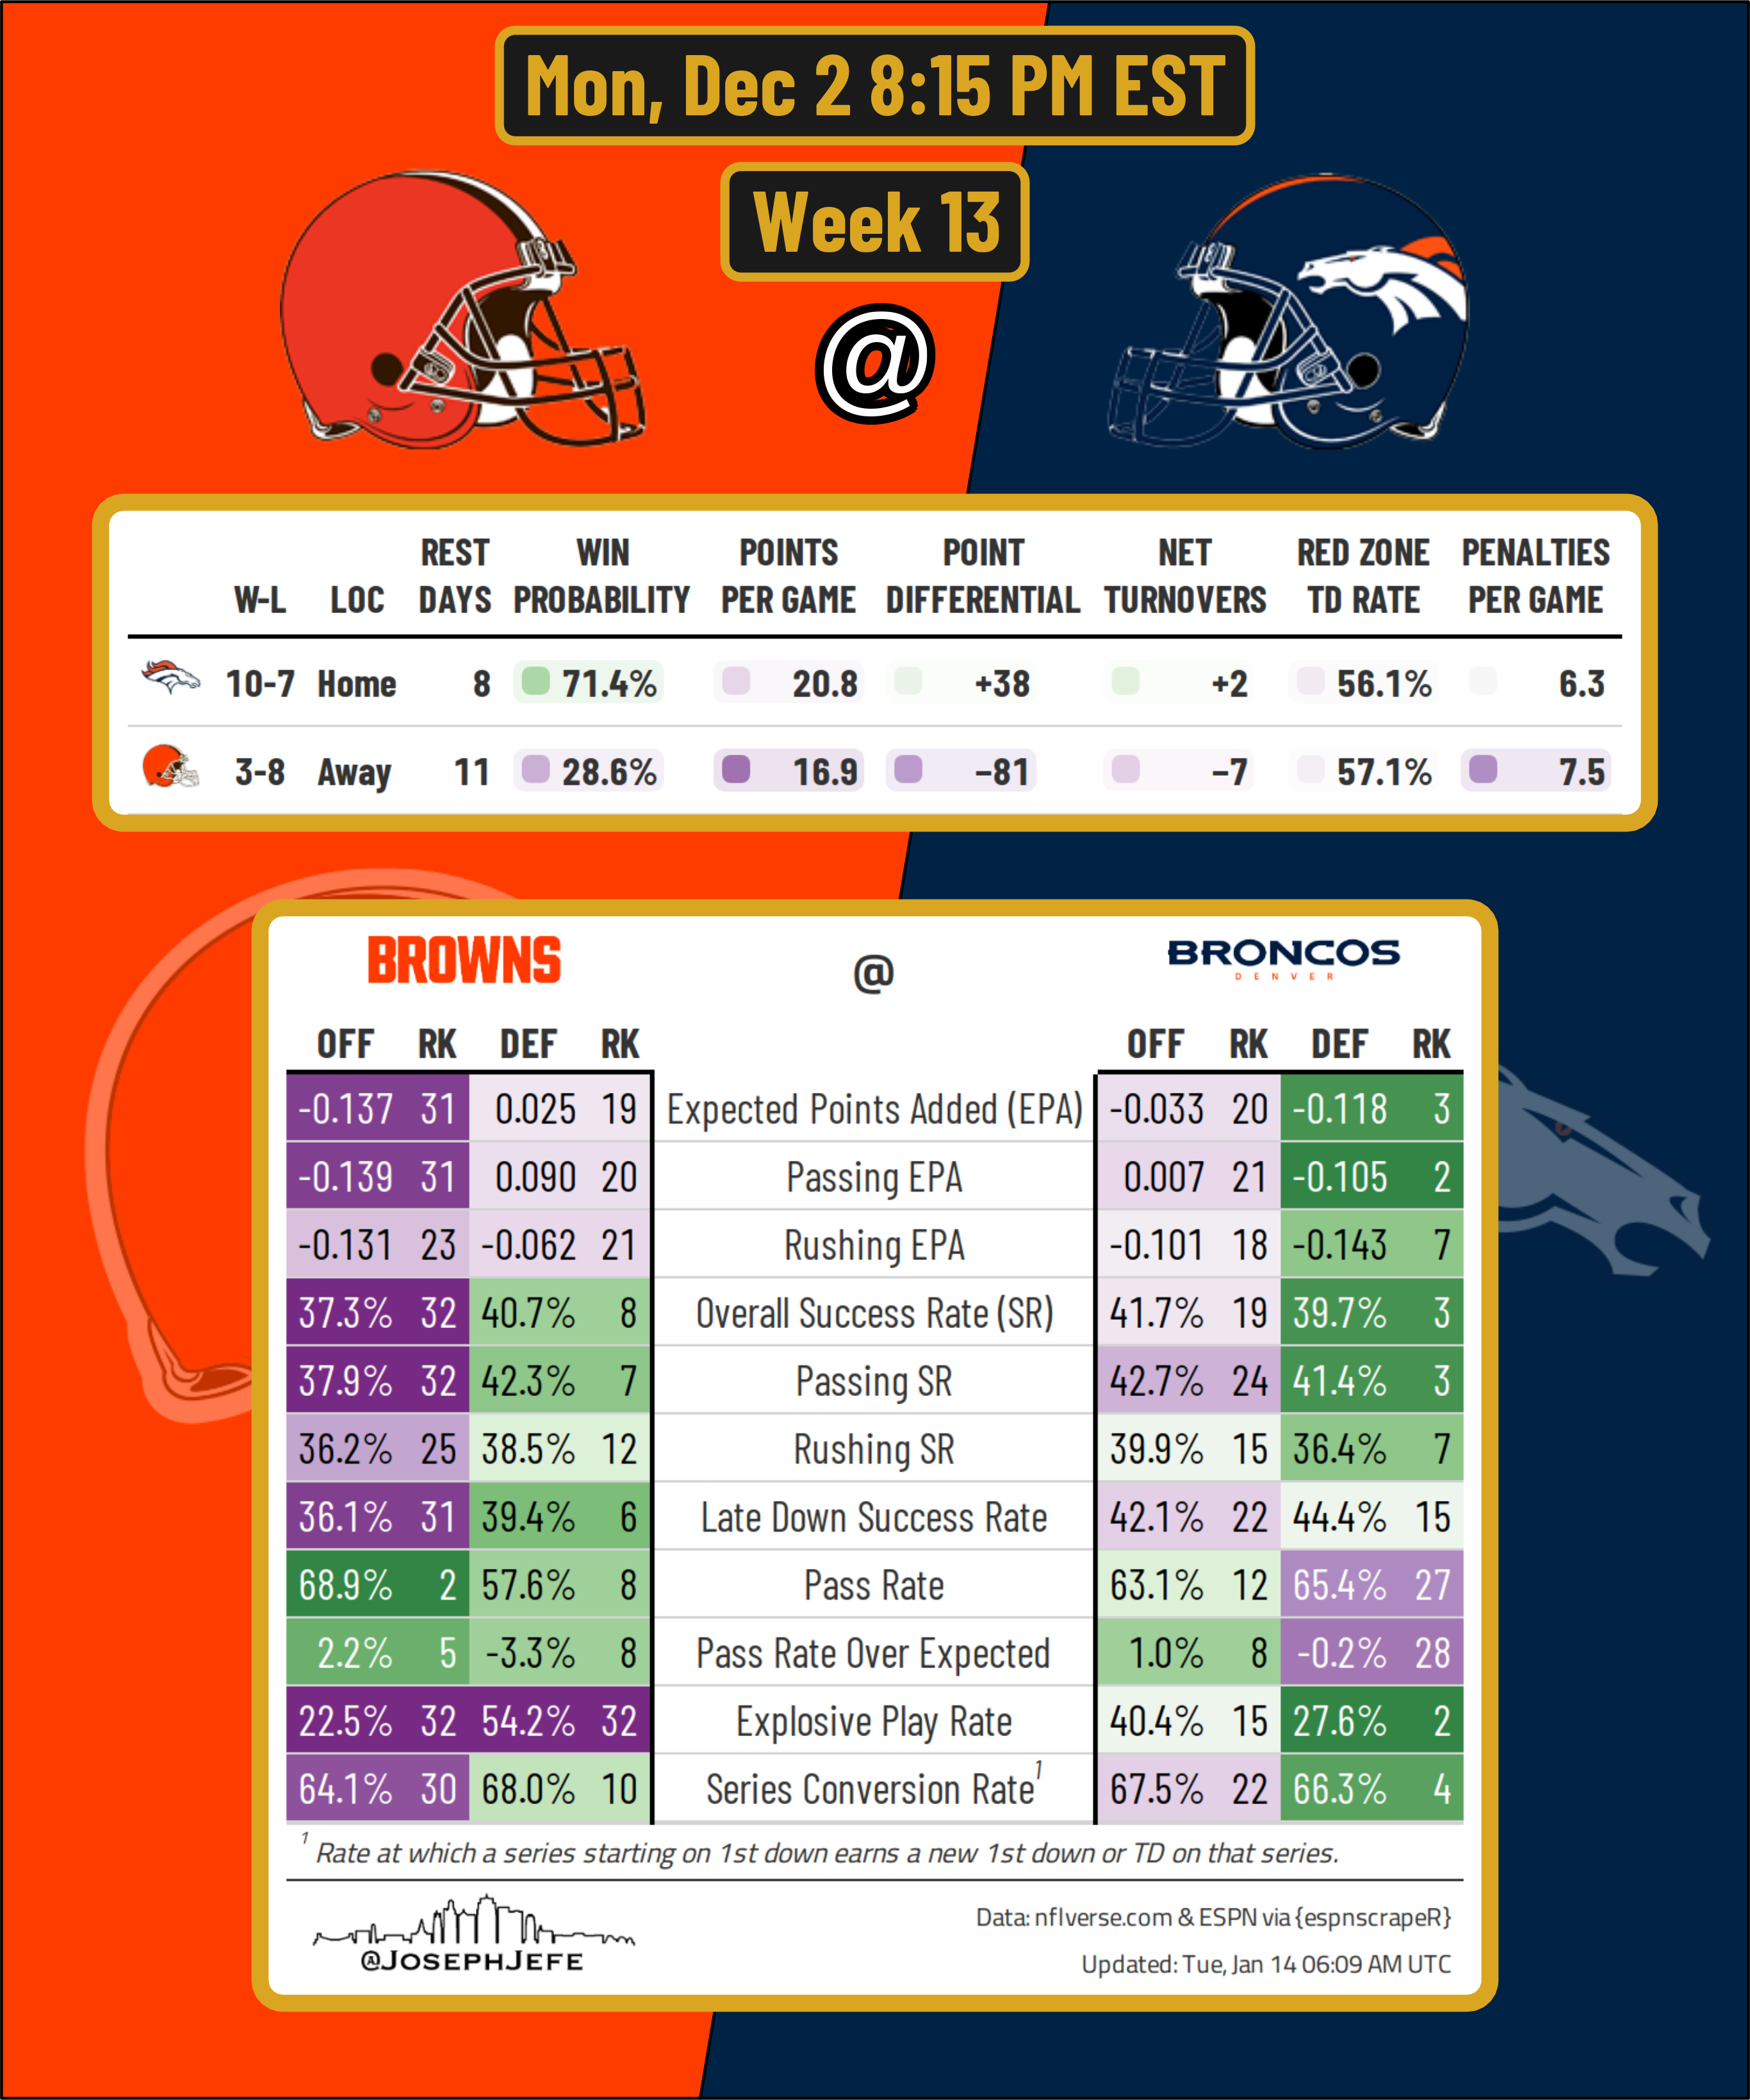 Mon, Dec 2 8:15 PM EST
Week 13
@
W-L LOC REST DAYS WIN PROBABILITY POINTS PER GAME POINT DIFFERENTIAL NET TURNOVERS RED ZONE TD RATE PENALTIES PER GAME
10-7 Home 8 71.4% 20.8 +38 +2 56.1% 6.3
3-8 Away 11 28.6% 16.9 −81 −7 57.1% 7.5
BROWNS @ BRONCOS
DENVER
OFF RK DEF RK OFF RK DEF RK
-0.137 31 0.025 19 Expected Points Added (EPA) -0.033 20 -0.118 3
-0.139 31 0.090 20 Passing EPA 0.007 21 -0.105 2
-0.131 23 -0.062 21 Rushing EPA -0.101 18 -0.143 7
37.3% 32 40.7% 8 Overall Success Rate (SR) 41.7% 19 39.7% 3
37.9% 32 42.3% 7 Passing SR 42.7% 24 41.4% 3
36.2% 25 38.5% 12 Rushing SR 39.9% 15 36.4% 7
36.1% 31 39.4% 6 Late Down Success Rate 42.1% 22 44.4% 15
68.9% 2 57.6% 8 Pass Rate 63.1% 12 65.4% 27
2.2% 5 -3.3% 8 Pass Rate Over Expected 1.0% 8 -0.2% 28
22.5% 32 54.2% 32 Explosive Play Rate 40.4% 15 27.6% 2
64.1% 30 68.0% 10 Series Conversion Rate¹ 67.5% 22 66.3% 4
¹ Rate at which a series starting on 1st down earns a new 1st down or TD on that series.
@JOSEPHJEFE
Data: nflverse.com & ESPN via {espnscrapeR}
Updated: Tue, Jan 14 06:09 AM UTC